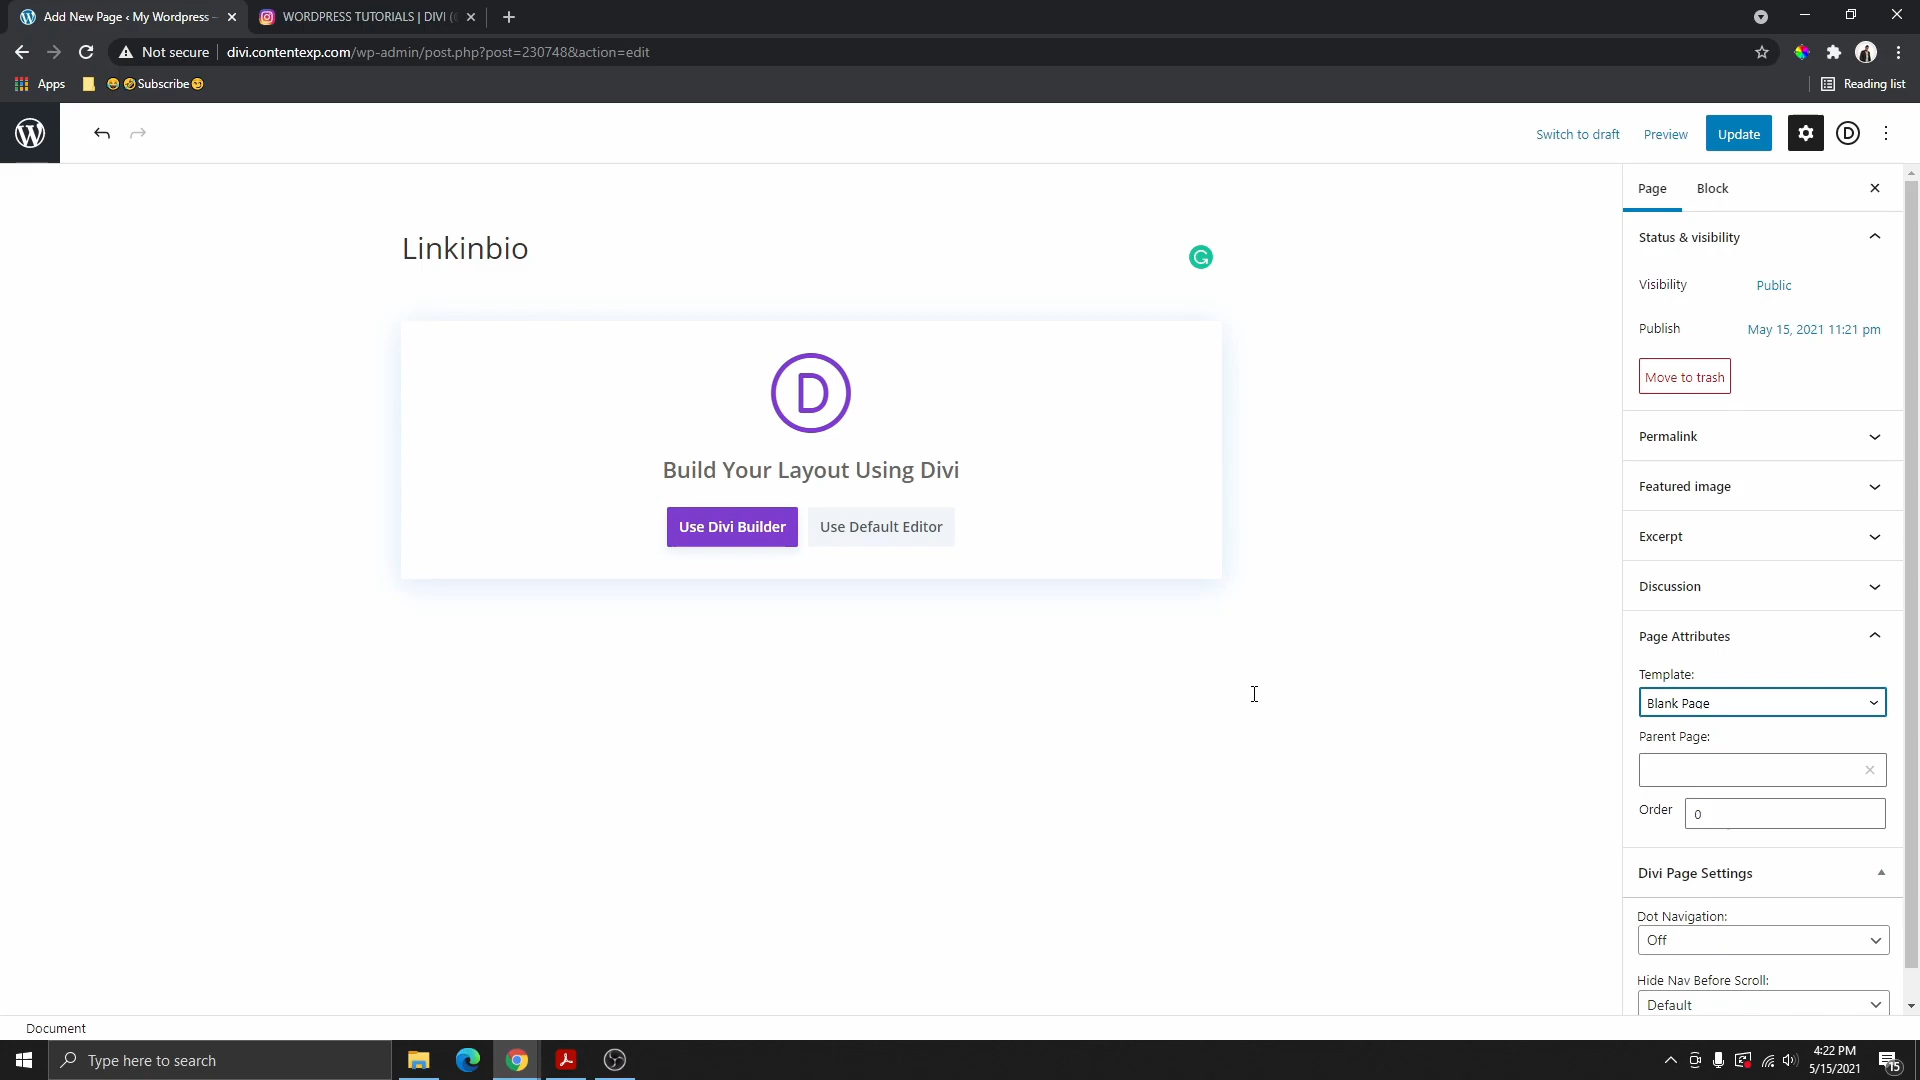 Add New Page ‹ My Wordpress –
WORDPRESS TUTORIALS | DIVI (
Not secure
divi.contentexp.com/wp-admin/post.php?post=230748&action=edit
Apps
Subscribe
Reading list
Switch to draft
Preview
Update
D
Page
Block
Status & visibility
Linkinbio
Visibility
Public
Publish
May 15, 2021 11:21 pm
Move to trash
D
Build Your Layout Using Divi
Use Divi Builder
Use Default Editor
Permalink
Featured image
Excerpt
Discussion
Page Attributes
Template:
Blank Page
Parent Page:
Order
0
Divi Page Settings
Dot Navigation:
Off
Hide Nav Before Scroll:
Default
Document
Type here to search
4:22 PM
5/15/2021
15